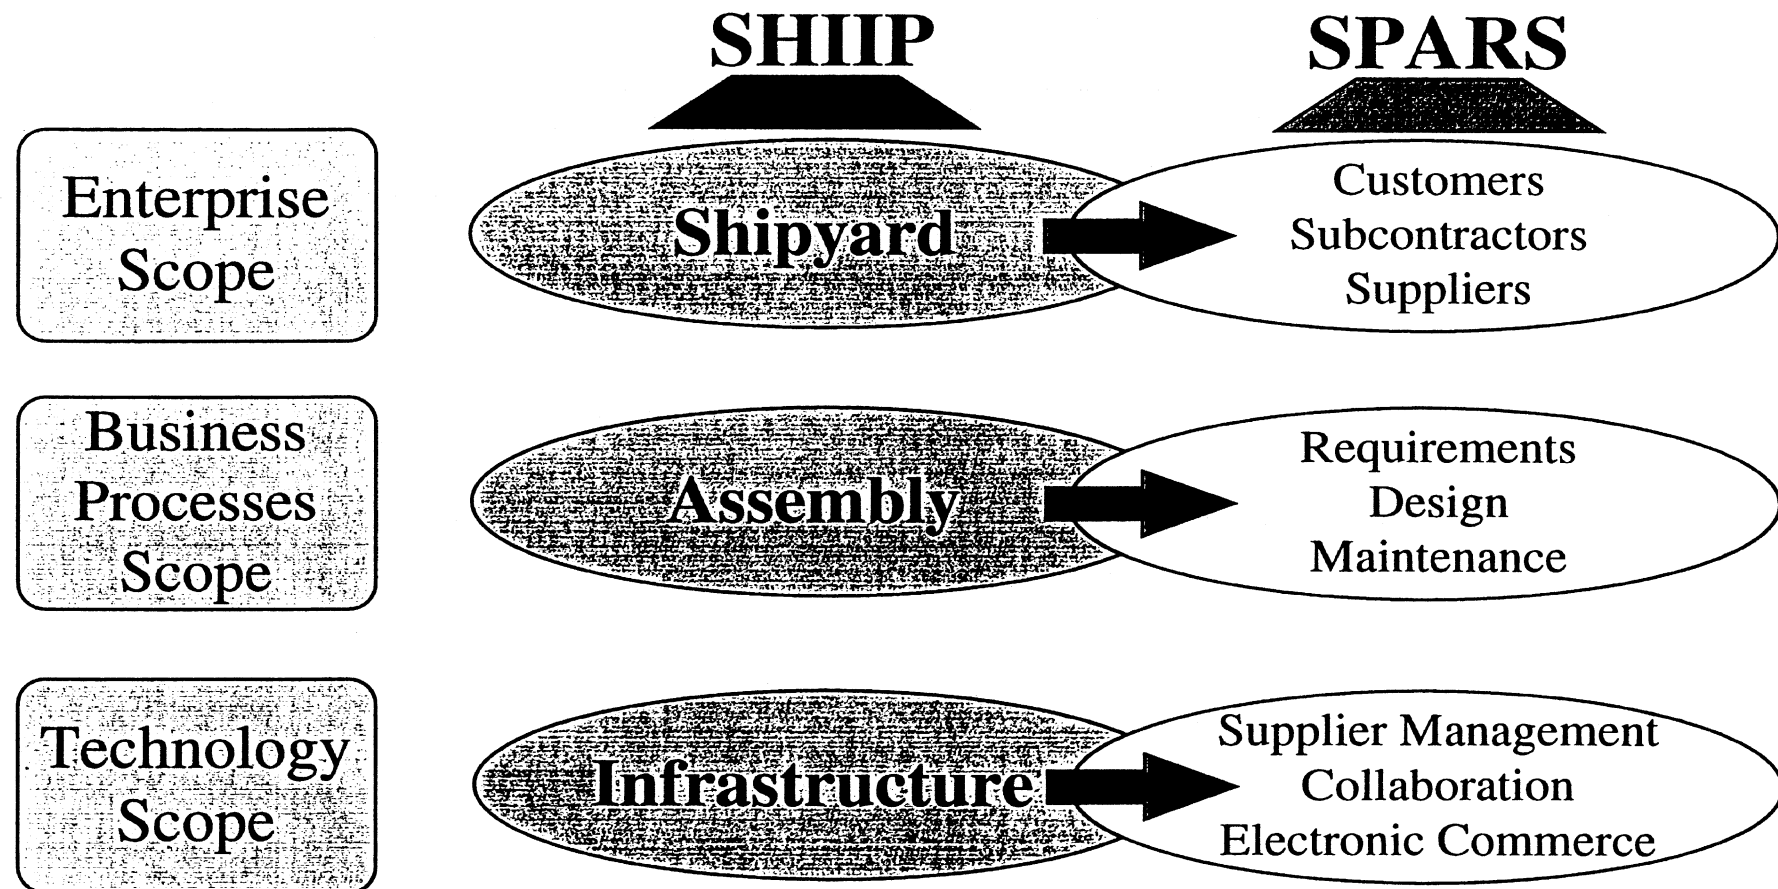 SHIIP
SPARS
Enterprise
Scope
Shipyard
Customers
Subcontractors
Suppliers
Business
Processes
Scope
Assembly
Requirements
Design
Maintenance
Technology
Scope
Infrastructure
Supplier Management
Collaboration
Electronic Commerce